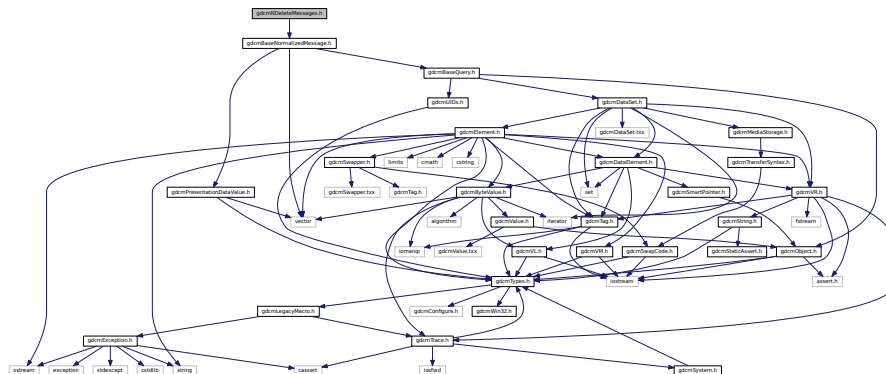 gdcmNDeleteMessages.h
gdcmBaseNormalizedMessage.h
gdcmBaseQuery.h
gdcmUIDs.h
gdcmDataSet.h
gdcmElement.h
gdcmDataSet.txx
gdcmMediaStorage.h
gdcmSwapper.h
limits
cmath
cstring
gdcmDataElement.h
gdcmTransferSyntax.h
gdcmPresentationDataValue.h
gdcmSwapper.txx
gdcmTag.h
gdcmByteValue.h
set
gdcmSmartPointer.h
gdcmVR.h
vector
algorithm
gdcmValue.h
iterator
gdcmTag.h
gdcmString.h
fstream
iomanip
gdcmValue.txx
gdcmVL.h
gdcmVM.h
gdcmSwapCode.h
gdcmStaticAssert.h
gdcmObject.h
gdcmTypes.h
iostream
assert.h
gdcmLegacyMacro.h
gdcmConfigure.h
gdcmWin32.h
gdcmException.h
gdcmTrace.h
sstream
exception
stdexcept
cstdlib
string
cassert
iosfwd
gdcmSystem.h